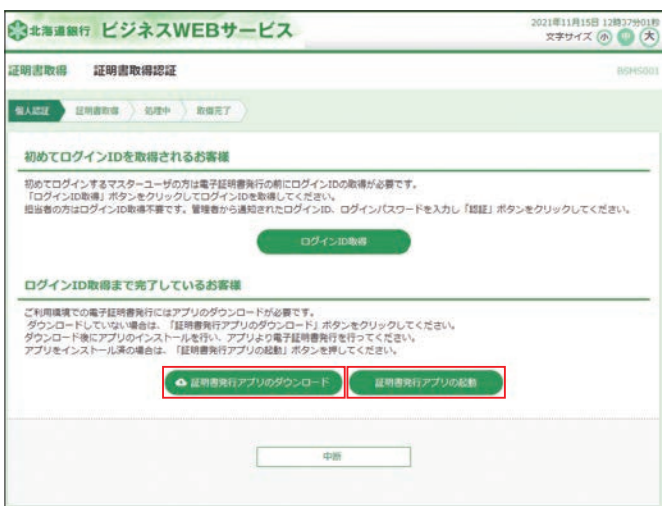 北海道銀行 ビジネスWEBサービス
2021年11月15日 12時37分01秒
文字サイズ 小 中 大
証明書取得 証明書取得認証
BSMS001
個人認証 証明書取得 処理中 取得完了
初めてログインIDを取得されるお客様
初めてログインするマスターユーザの方は電子証明書発行の前にログインIDの取得が必要です。
「ログインID取得」ボタンをクリックしてログインIDを取得してください。
担当者の方はログインID取得不要です。管理者から通知されたログインID、ログインパスワードを入力し「認証」ボタンをクリックしてください。
ログインID取得
ログインID取得まで完了しているお客様
ご利用環境での電子証明書発行にはアプリのダウンロードが必要です。
ダウンロードしていない場合は、「証明書発行アプリのダウンロード」ボタンをクリックしてください。
ダウンロード後にアプリのインストールを行い、アプリより電子証明書発行を行ってください。
アプリをインストール済の場合は、「証明書発行アプリの起動」ボタンを押してください。
証明書発行アプリのダウンロード 証明書発行アプリの起動
中断